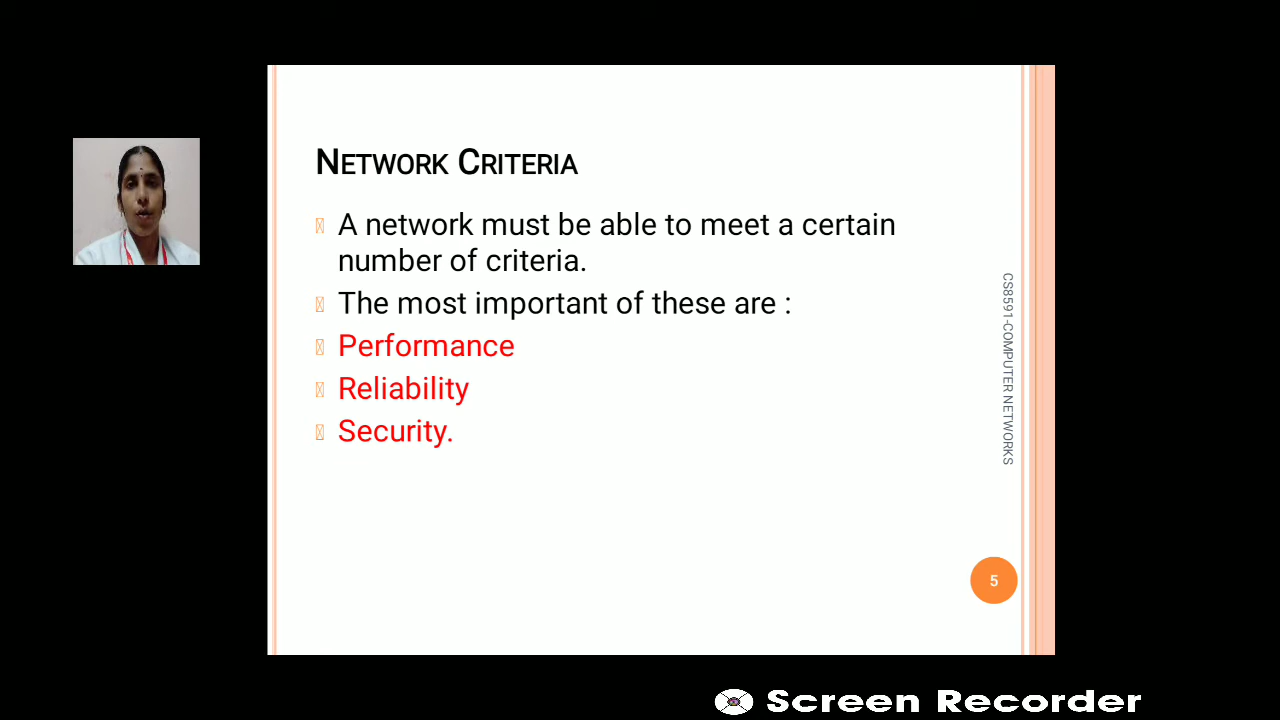 NETWORK CRITERIA
A network must be able to meet a certain
number of criteria.
The most important of these are :
Performance
Reliability
Security.
CS8591-COMPUTER NETWORKS
5
Screen Recorder